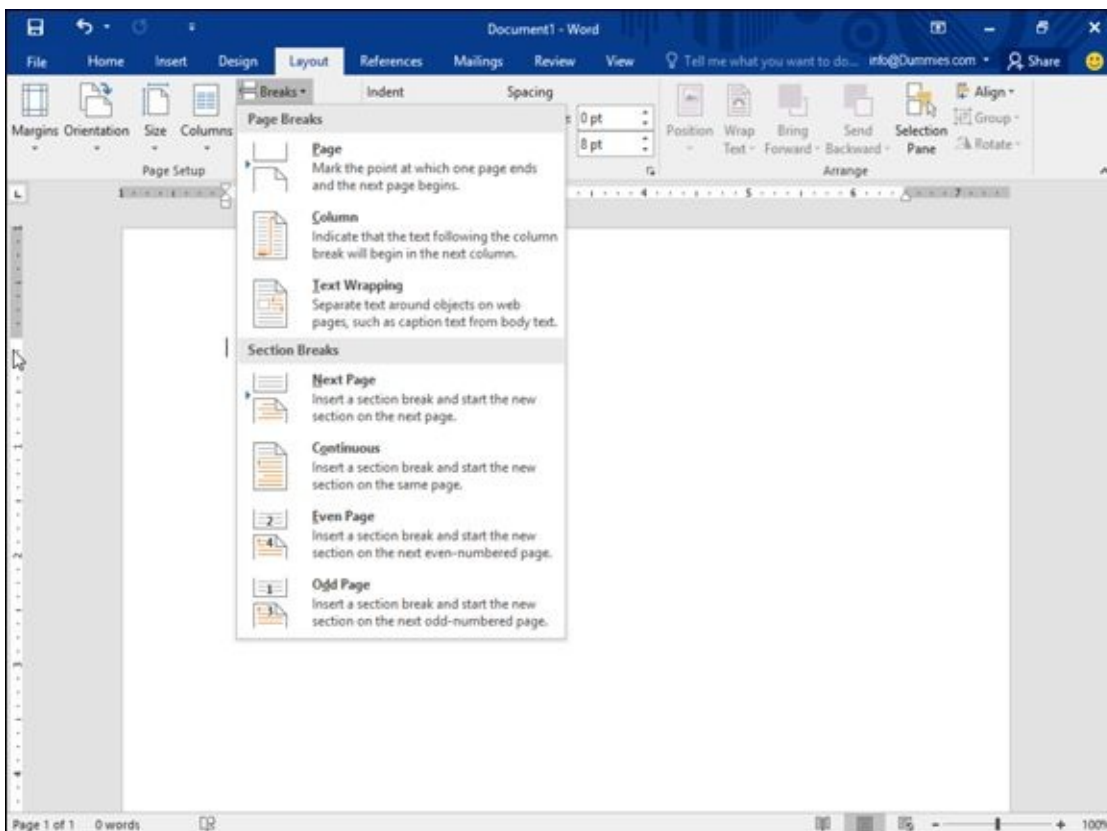 Document1 - Word
File Home Insert Design Layout References Mailings Review View Tell me what you want to do... info@Dummies.com Share
Breaks Indent Spacing Align
Margins Orientation Size Columns 0 pt Position Wrap Text Bring Forward Send Backward Selection Pane Group
8 pt Rotate
Page Setup Arrange
Page Breaks
Page
Mark the point at which one page ends
and the next page begins.
Column
Indicate that the text following the column
break will begin in the next column.
Text Wrapping
Separate text around objects on web
pages, such as caption text from body text.
Section Breaks
Next Page
Insert a section break and start the new
section on the next page.
Continuous
Insert a section break and start the new
section on the same page.
Even Page
Insert a section break and start the new
section on the next even-numbered page.
Odd Page
Insert a section break and start the new
section on the next odd-numbered page.
Page 1 of 1 0 words 100%